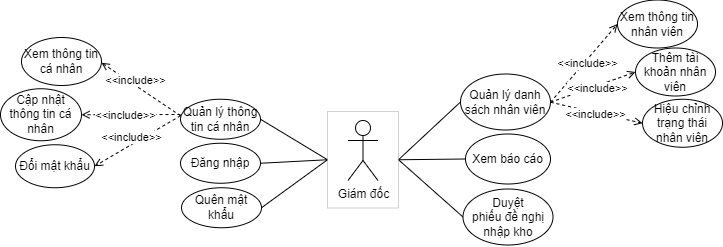 Xem thông tin
cá nhân
<<include>>
Cập nhật
thông tin cá
nhân
<<include>>
<<include>>
Đổi mật khẩu
Quản lý thông
tin cá nhân
Đăng nhập
Quên mật
khẩu
Giám đốc
Quản lý danh
sách nhân viên
Xem báo cáo
Duyệt
phiếu đề nghị
nhập kho
<<include>>
<<include>>
<<include>>
Xem thông tin
nhân viên
Thêm tài
khoản nhân
viên
Hiệu chỉnh
trạng thái
nhân viên